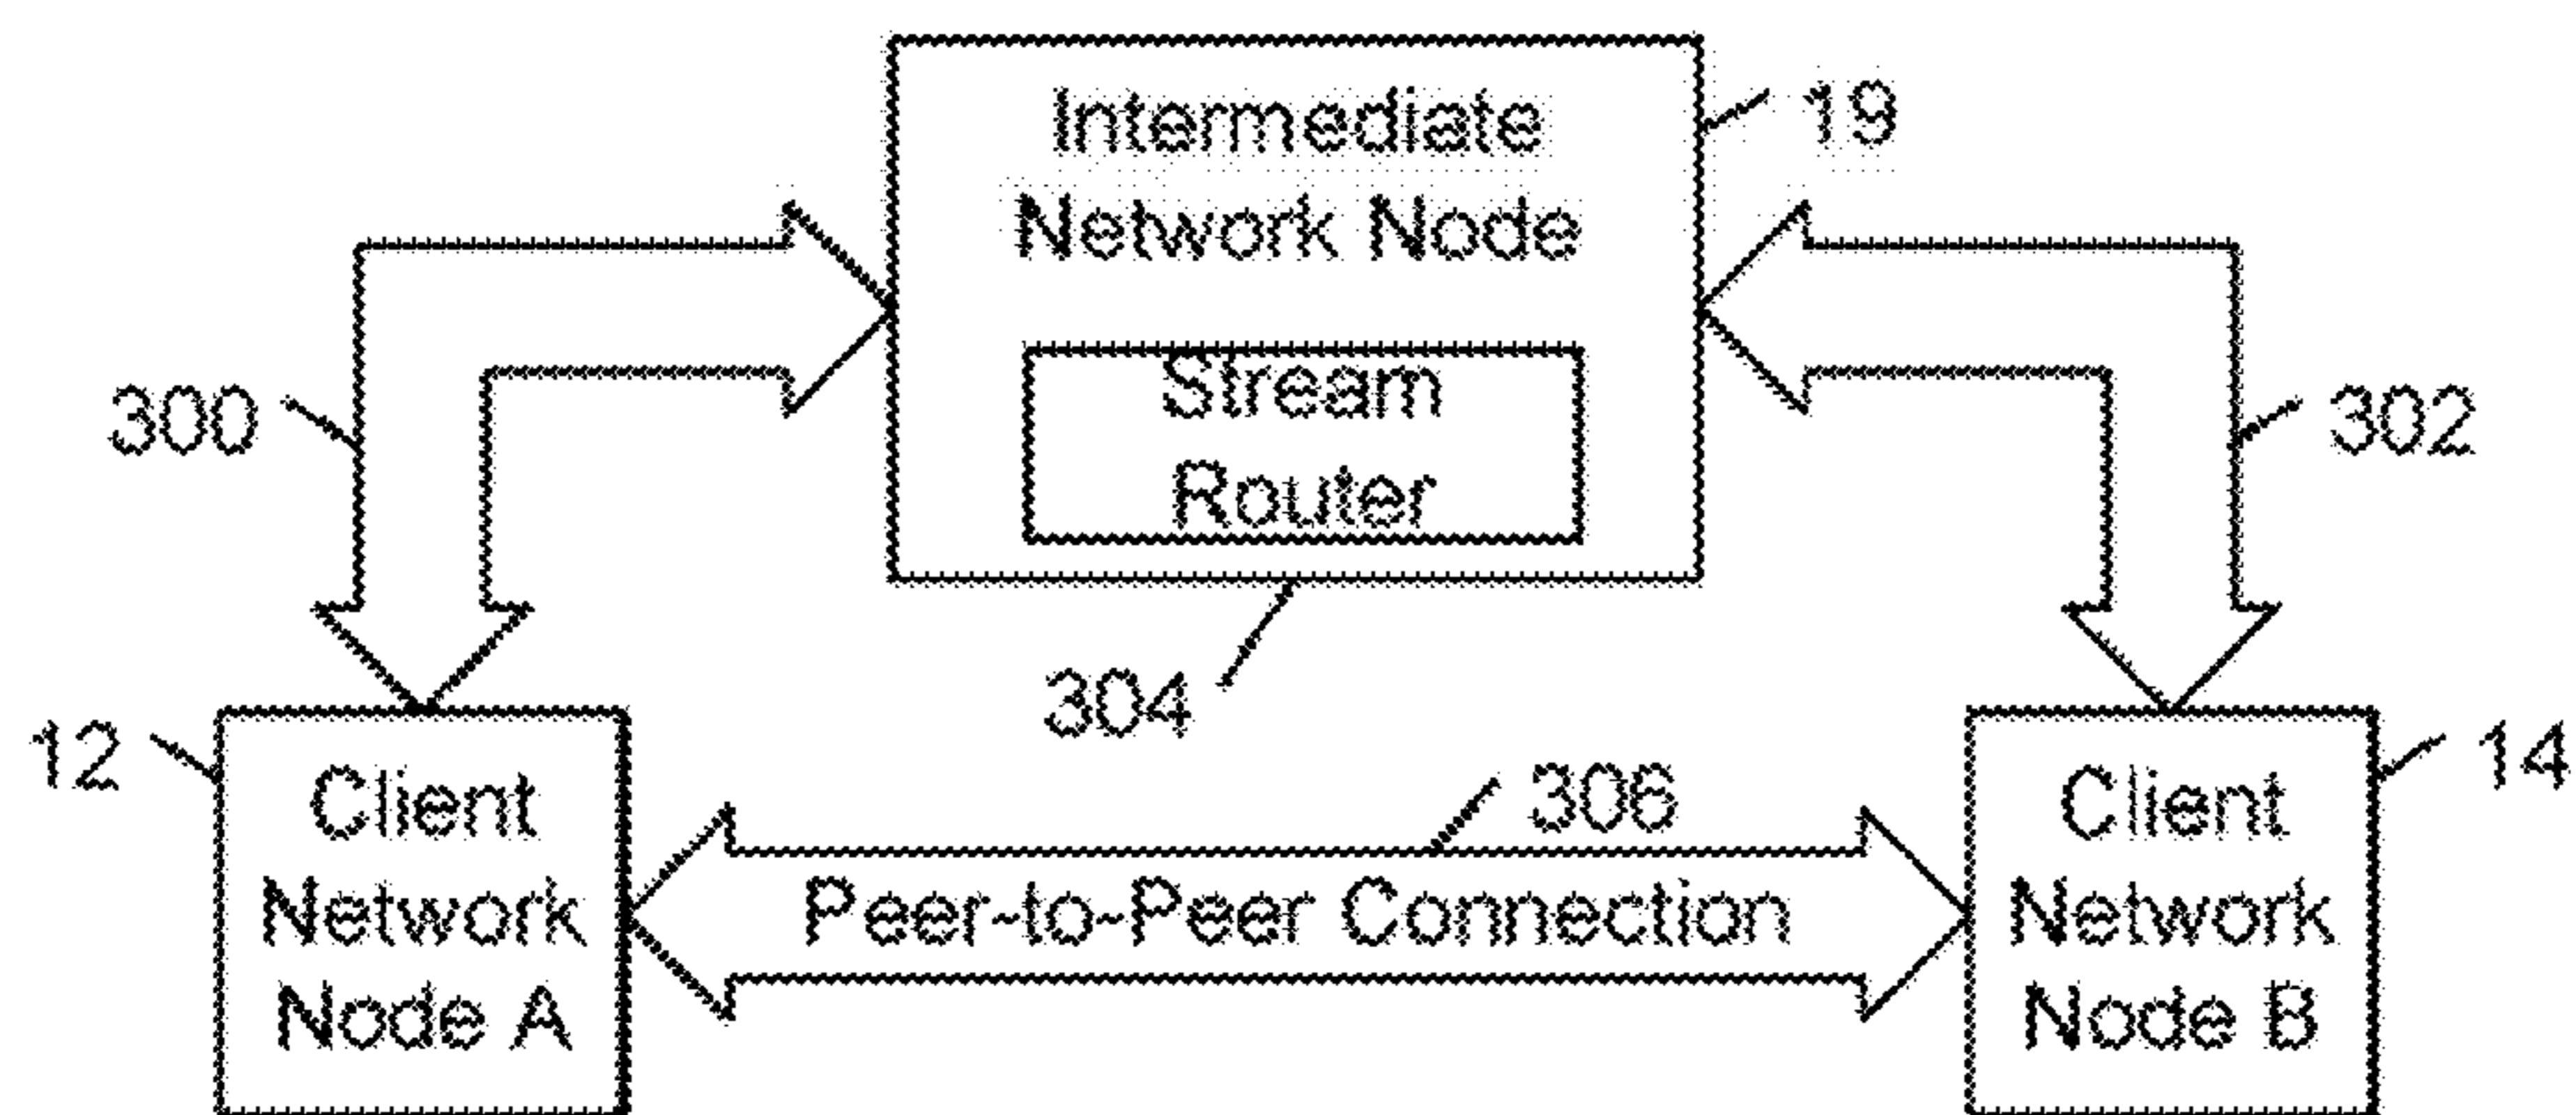 Intermediate
Network Node
19
Stream
Router
300
302
304
12
Client
Network
Node A
306
Peer-to-Peer Connection
14
Client
Network
Node B